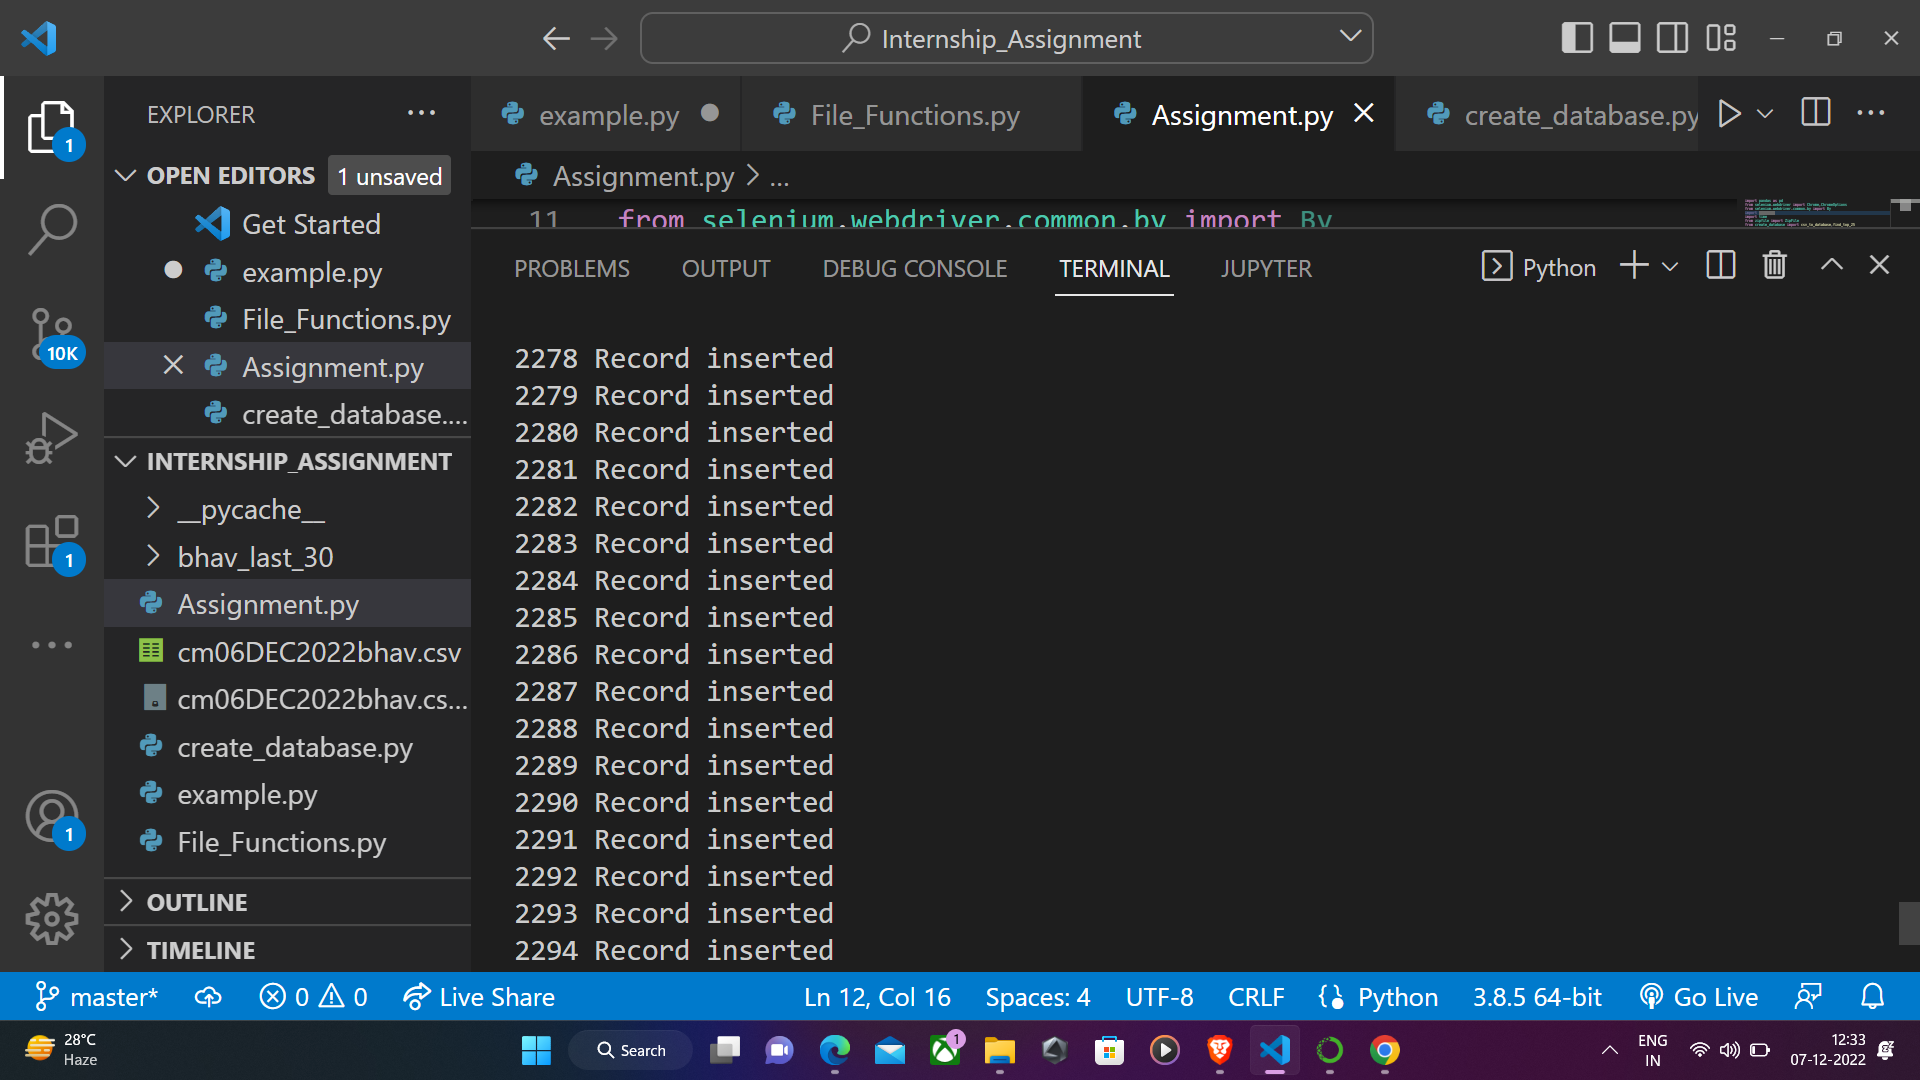 Internship_Assignment
EXPLORER
example.py
File_Functions.py
Assignment.py
create_database.py
1
OPEN EDITORS
1 unsaved
Assignment.py > ...
Get Started
11 from selenium.webdriver.common.by import By
example.py
PROBLEMS OUTPUT DEBUG CONSOLE TERMINAL JUPYTER
Python
File_Functions.py
10K
Assignment.py
create_database....
INTERNSHIP_ASSIGNMENT
__pycache__
bhav_last_30
1
Assignment.py
cm06DEC2022bhav.csv
cm06DEC2022bhav.cs...
create_database.py
example.py
File_Functions.py
1
OUTLINE
TIMELINE
2278 Record inserted
2279 Record inserted
2280 Record inserted
2281 Record inserted
2282 Record inserted
2283 Record inserted
2284 Record inserted
2285 Record inserted
2286 Record inserted
2287 Record inserted
2288 Record inserted
2289 Record inserted
2290 Record inserted
2291 Record inserted
2292 Record inserted
2293 Record inserted
2294 Record inserted
master* 0 0 Live Share Ln 12, Col 16 Spaces: 4 UTF-8 CRLF Python 3.8.5 64-bit Go Live
28°C
Haze
Search
1
ENG
IN
12:33
07-12-2022